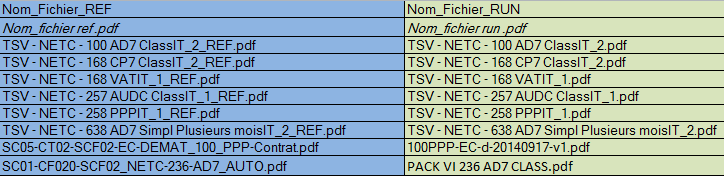 Nom_Fichier_REF Nom_Fichier_RUN
Nom_fichier ref .pdf Nom_fichier run .pdf
TSV - NETC - 100 AD7 ClassIT_2_REF.pdf TSV - NETC - 100 AD7 ClassIT_2.pdf
TSV - NETC - 168 CP7 ClassIT_2_REF.pdf TSV - NETC - 168 CP7 ClassIT_2.pdf
TSV - NETC - 168 VATIT_1_REF.pdf TSV - NETC - 168 VATIT_1.pdf
TSV - NETC - 257 AUDC ClassIT_1_REF.pdf TSV - NETC - 257 AUDC ClassIT_1.pdf
TSV - NETC - 258 PPPIT_1_REF.pdf TSV - NETC - 258 PPPIT_1.pdf
TSV - NETC - 638 AD7 Simpl Plusieurs moisIT_2_REF.pdf TSV - NETC - 638 AD7 Simpl Plusieurs moisIT_2.pdf
SC05-CT02-SCF02-EC-DEMAT_100_PPP-Contrat.pdf 100PPP-EC-d-20140917-v1.pdf
SC01-CF020-SCF02_NETC-236-AD7_AUTO.pdf PACK VI 236 AD7 CLASS.pdf